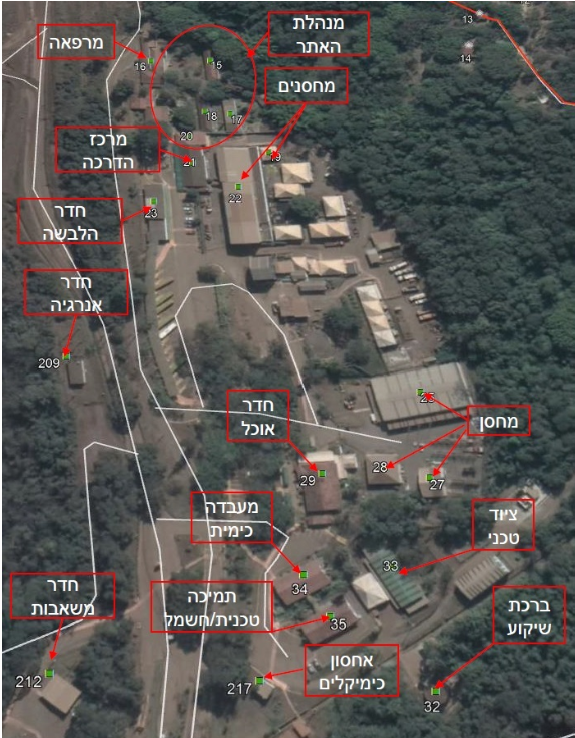 13
14
מנהלת
האתר
מרפאה
16
15
מחסנים
18
17
20
מרכז
הדרכה
21
19
22
חדר
הלבשה
23
חדר
אנרגיה
209
חדר
אוכל
25
מחסן
28
27
29
מעבדה
כימית
ציוד
טכני
33
34
תמיכה
טכנית/חשמל
35
חדר
משאבות
212
אחסון
כימיקלים
217
ברכת
שיקוע
32